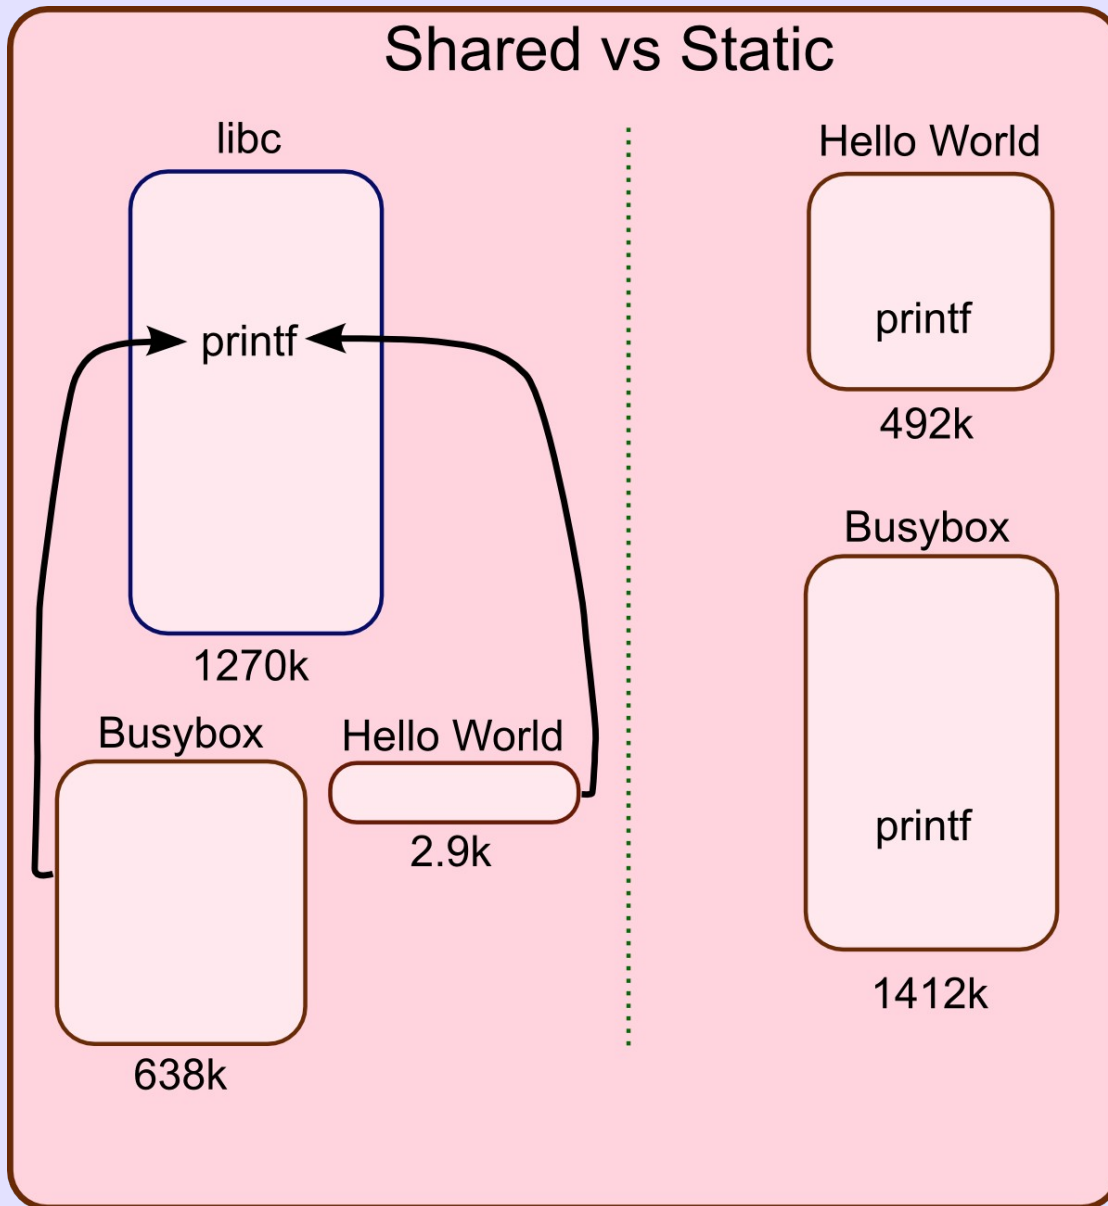 Shared vs Static
libc
printf
1270k
Busybox
638k
Hello World
2.9k
Hello World
printf
492k
Busybox
printf
1412k